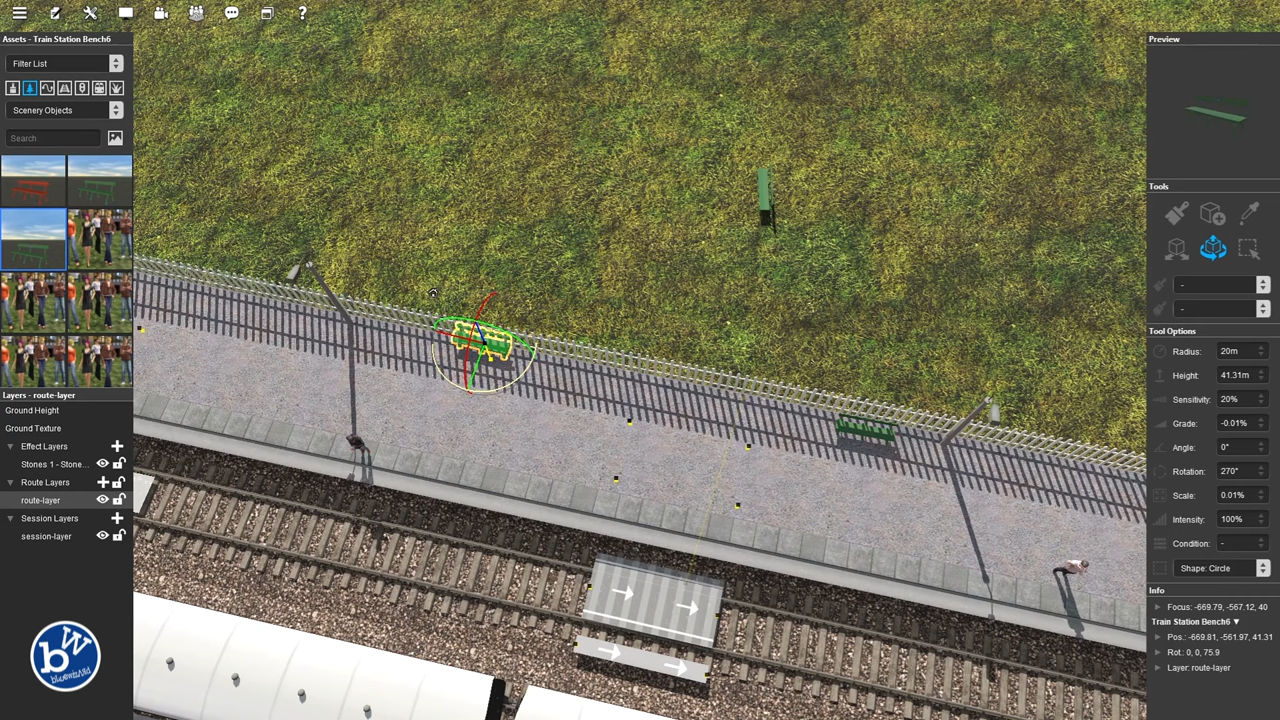 ?
Assets - Train Station Bench6
Filter List
Scenery Objects
Search
Layers - route-layer
Ground Height
Ground Texture
Effect Layers
Stones 1 - Stone...
Route Layers
route-layer
Session Layers
session-layer
bw
bluewizard
Preview
Tools
-
-
Tool Options
Radius: 20m
Height: 41.31m
Sensitivity: 20%
Grade: -0.01%
Angle: 0°
Rotation: 270°
Scale: 0.01%
Intensity: 100%
Condition: -
Shape: Circle
Info
Focus: -669.79, -567.12, 40
Train Station Bench6 ▼
Pos.: -669.81, -561.97, 41.31
Rot.: 0, 0, 75.9
Layer: route-layer